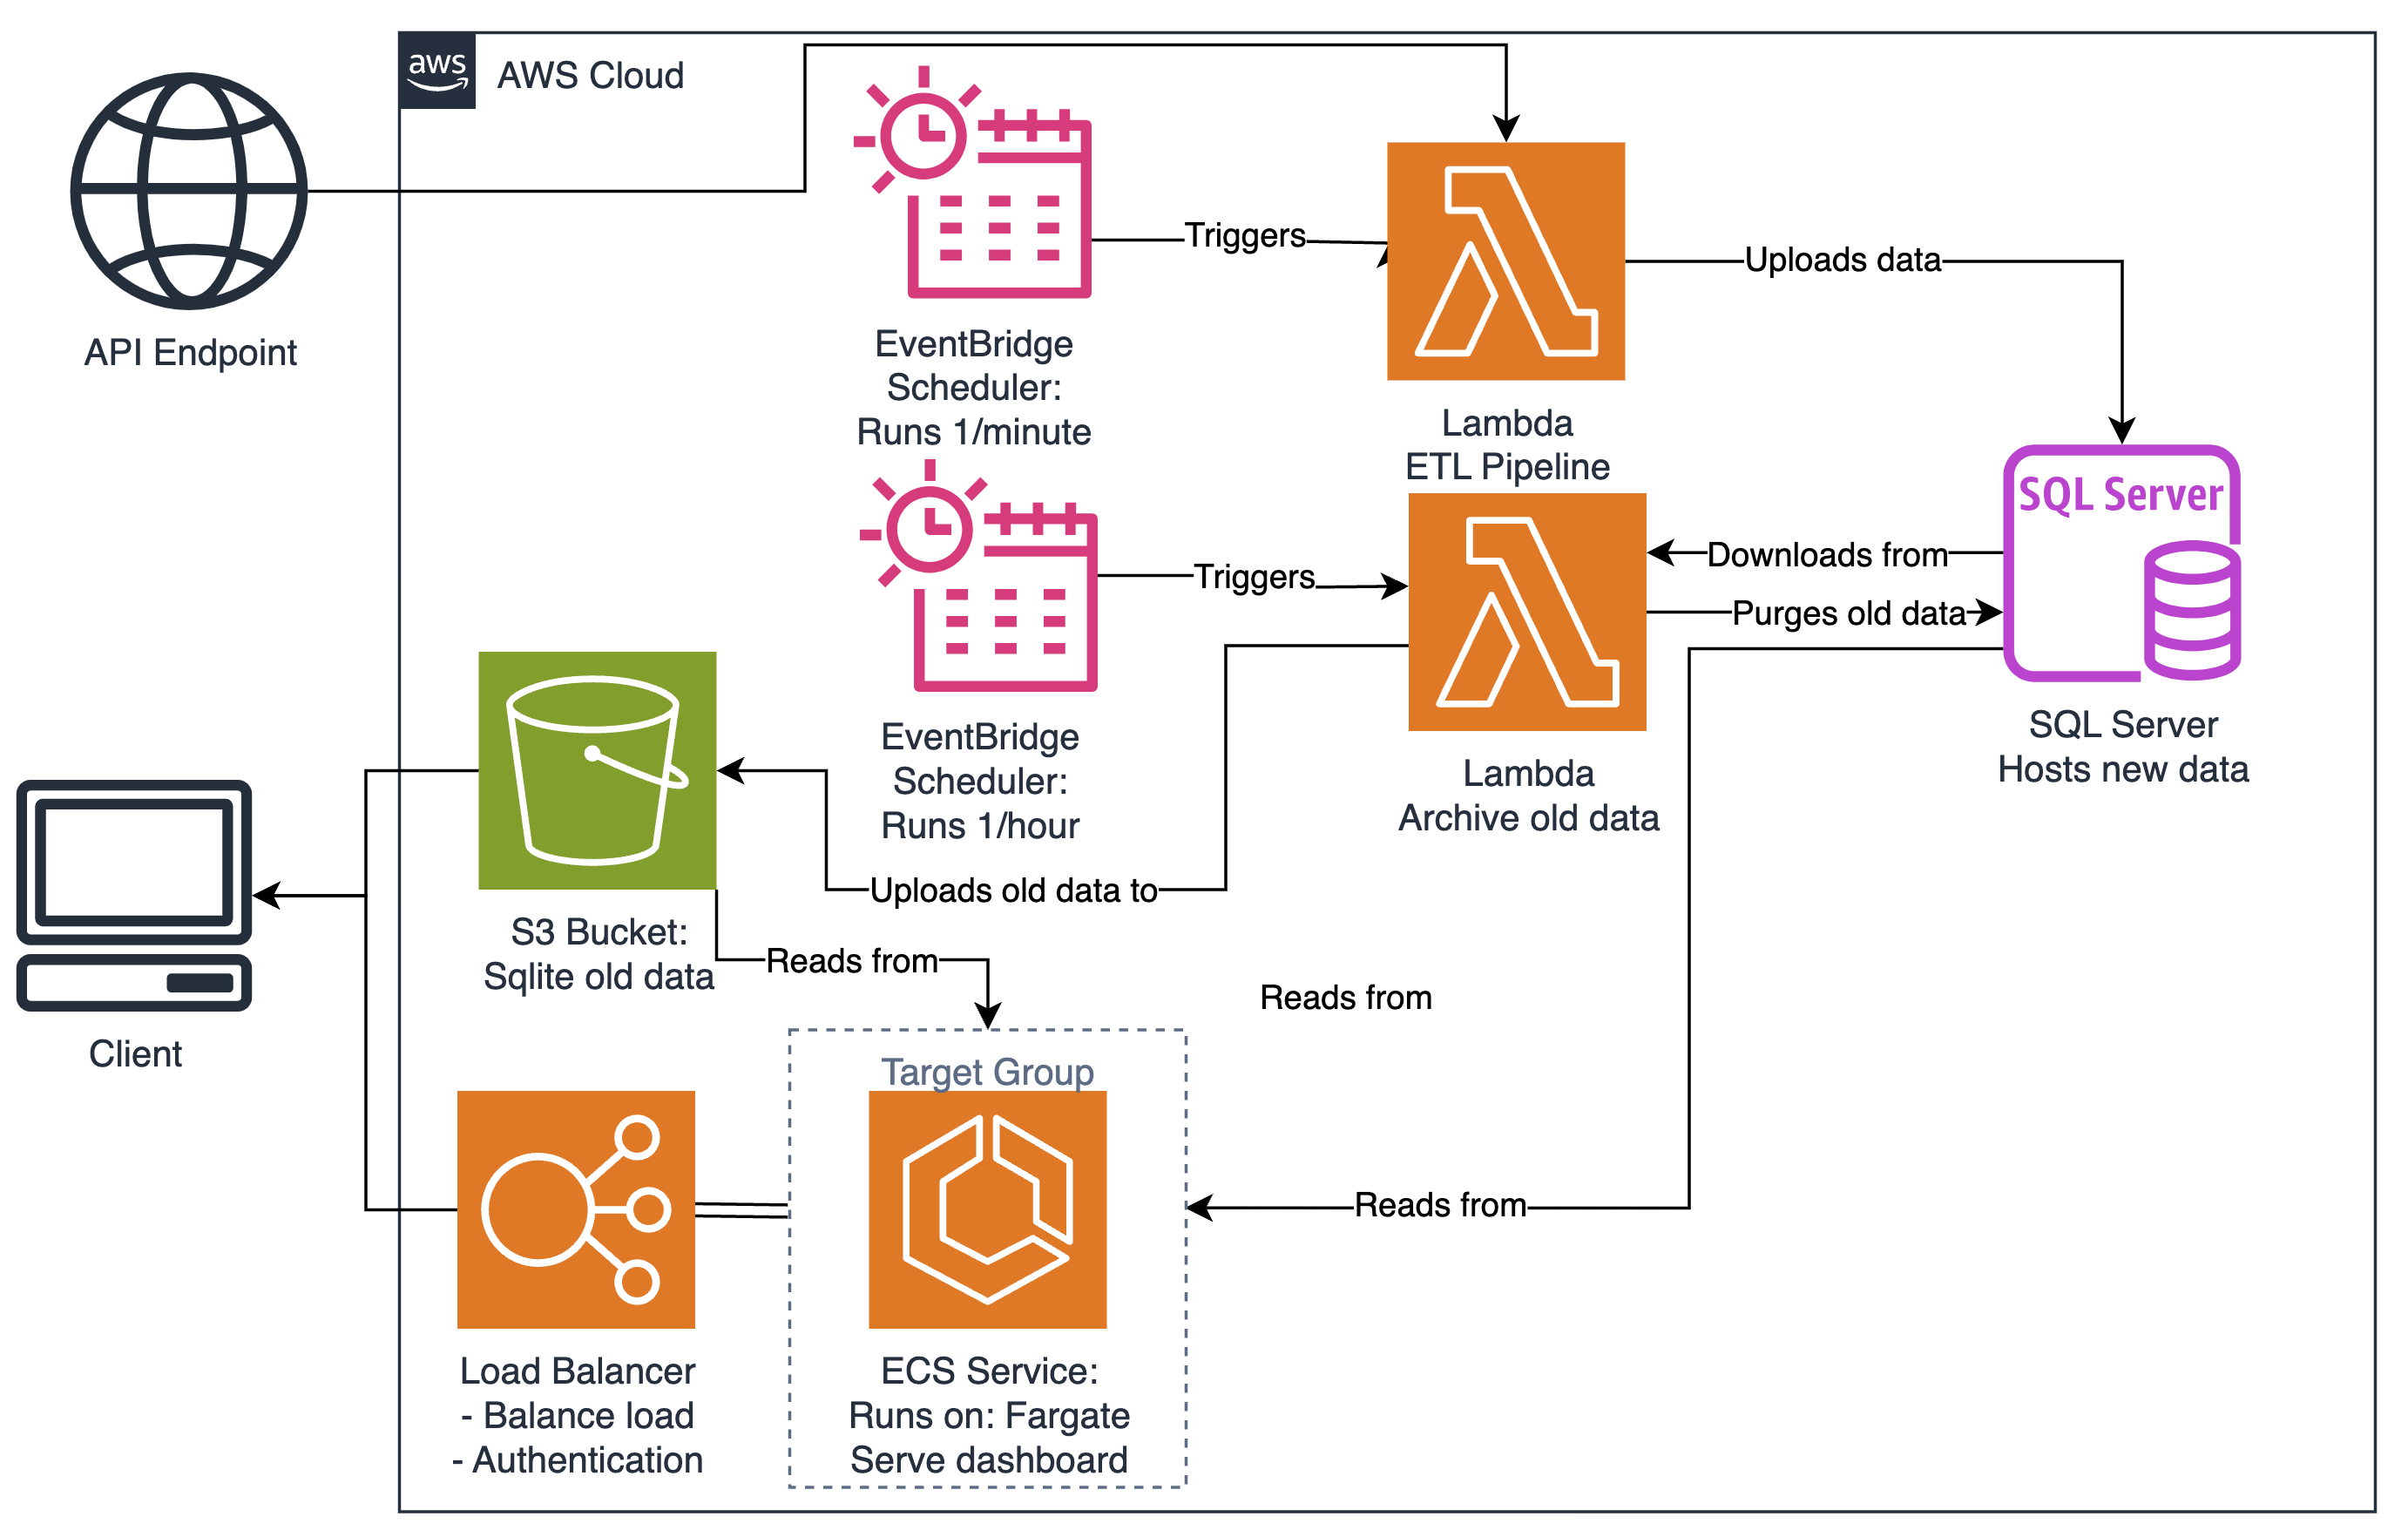 aws
AWS Cloud
API Endpoint
Triggers
EventBridge
Scheduler:
Runs 1/minute
Lambda
ETL Pipeline
Uploads data
SQL Server
Triggers
Downloads from
Purges old data
SQL Server
Hosts new data
EventBridge
Scheduler:
Runs 1/hour
Lambda
Archive old data
Uploads old data to
S3 Bucket:
Sqlite old data
Reads from
Reads from
Client
Target Group
Reads from
Load Balancer
- Balance load
- Authentication
ECS Service:
Runs on: Fargate
Serve dashboard